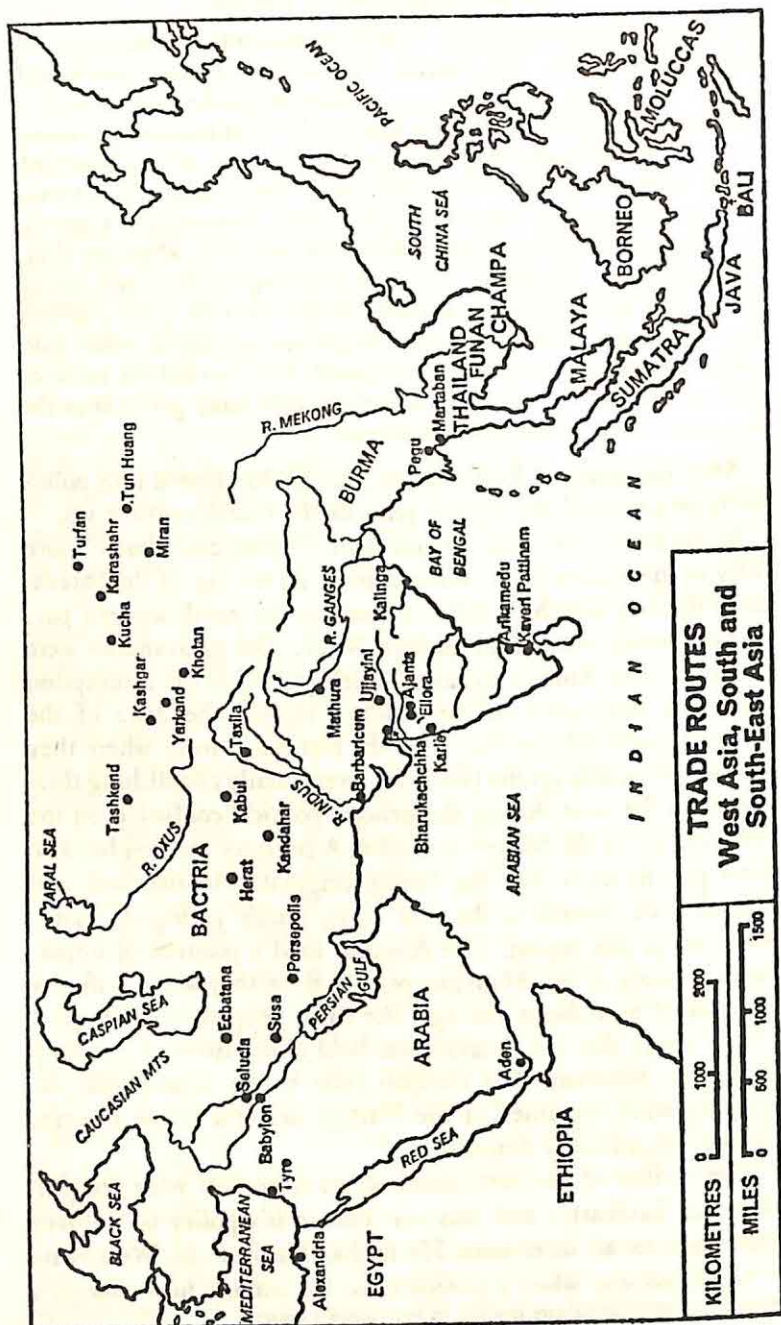 BLACK SEA
CAUCASIAN MTS
CASPIAN SEA
ARAL SEA
R. OXUS
BACTRIA
MEDITERRANEAN
SEA
Tyre
Alexandria
EGYPT
Babylon
Selucia
Ecbatana
Susa
Persepolis
PERSIAN
GULF
RED SEA
ARABIA
Aden
ETHIOPIA
Tashkend
Herat
Kabul
Kandahar
Taxila
R. INDUS
Kashgar
Yarkand
Khotan
Kucha
Karashahr
Turfan
Miran
Tun Huang
Mathura
R. GANGES
Barbaricum
Ujjayini
Bharukachchha
Ajanta
Ellora
Karle
Kalinga
Arikamedu
Kaveri Pattinam
ARABIAN SEA
BAY OF
BENGAL
INDIAN OCEAN
BURMA
R. MEKONG
Pegu
Martaben
THAILAND
FUNAN
CHAMPA
MALAYA
SUMATRA
JAVA
BALI
BORNEO
MOLUCCAS
SOUTH
CHINA SEA
PACIFIC OCEAN
TRADE ROUTES
West Asia, South and
South-East Asia
KILOMETRES 0 1000 2000
MILES 0 500 1000 1500